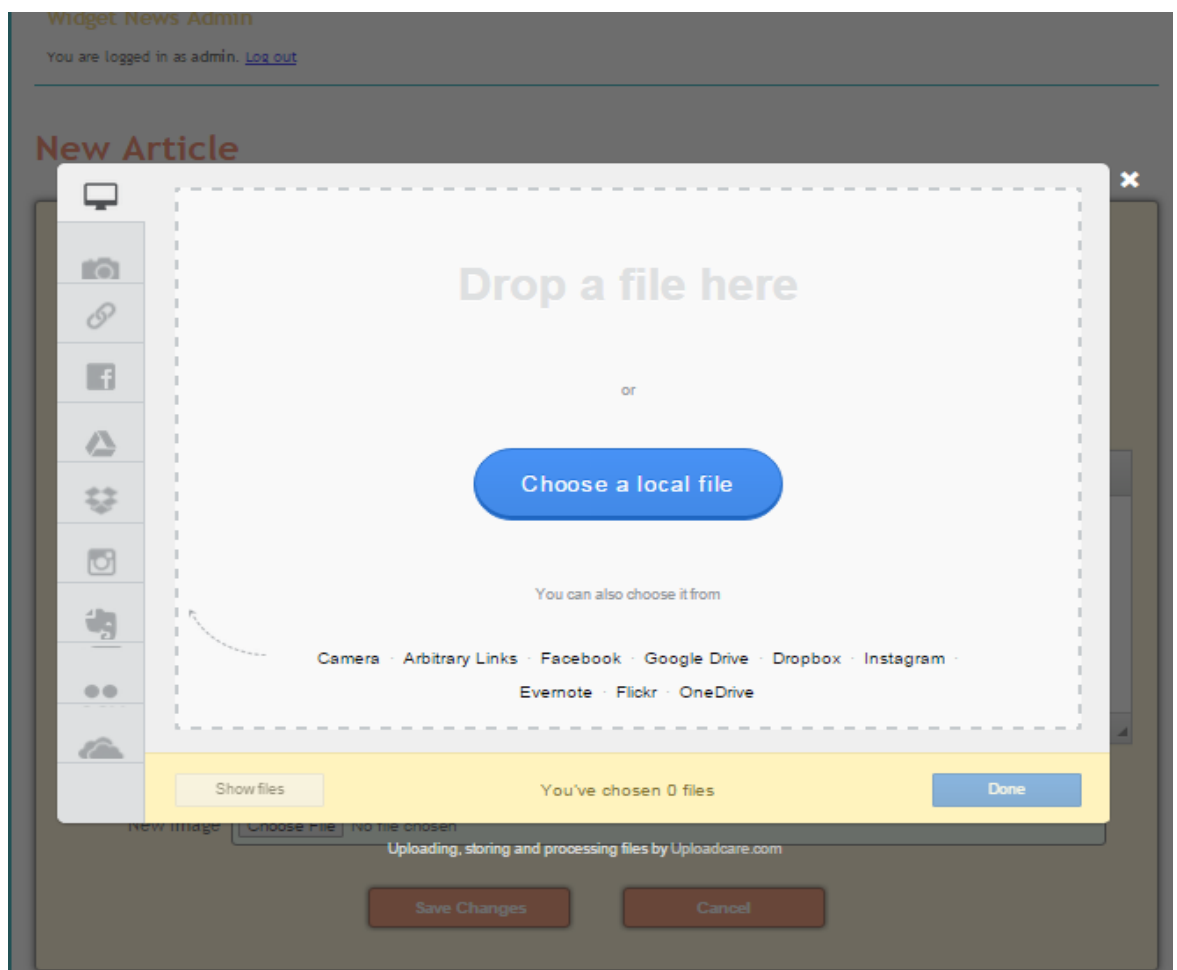 Widget News Admin
You are logged in as admin. Log out
New Article
Drop a file here
or
Choose a local file
You can also choose it from
Camera · Arbitrary Links · Facebook · Google Drive · Dropbox · Instagram ·
Evernote · Flickr · OneDrive
Show files You've chosen 0 files Done
New Image Choose File No file chosen
Uploading, storing and processing files by Uploadcare.com
Save Changes Cancel